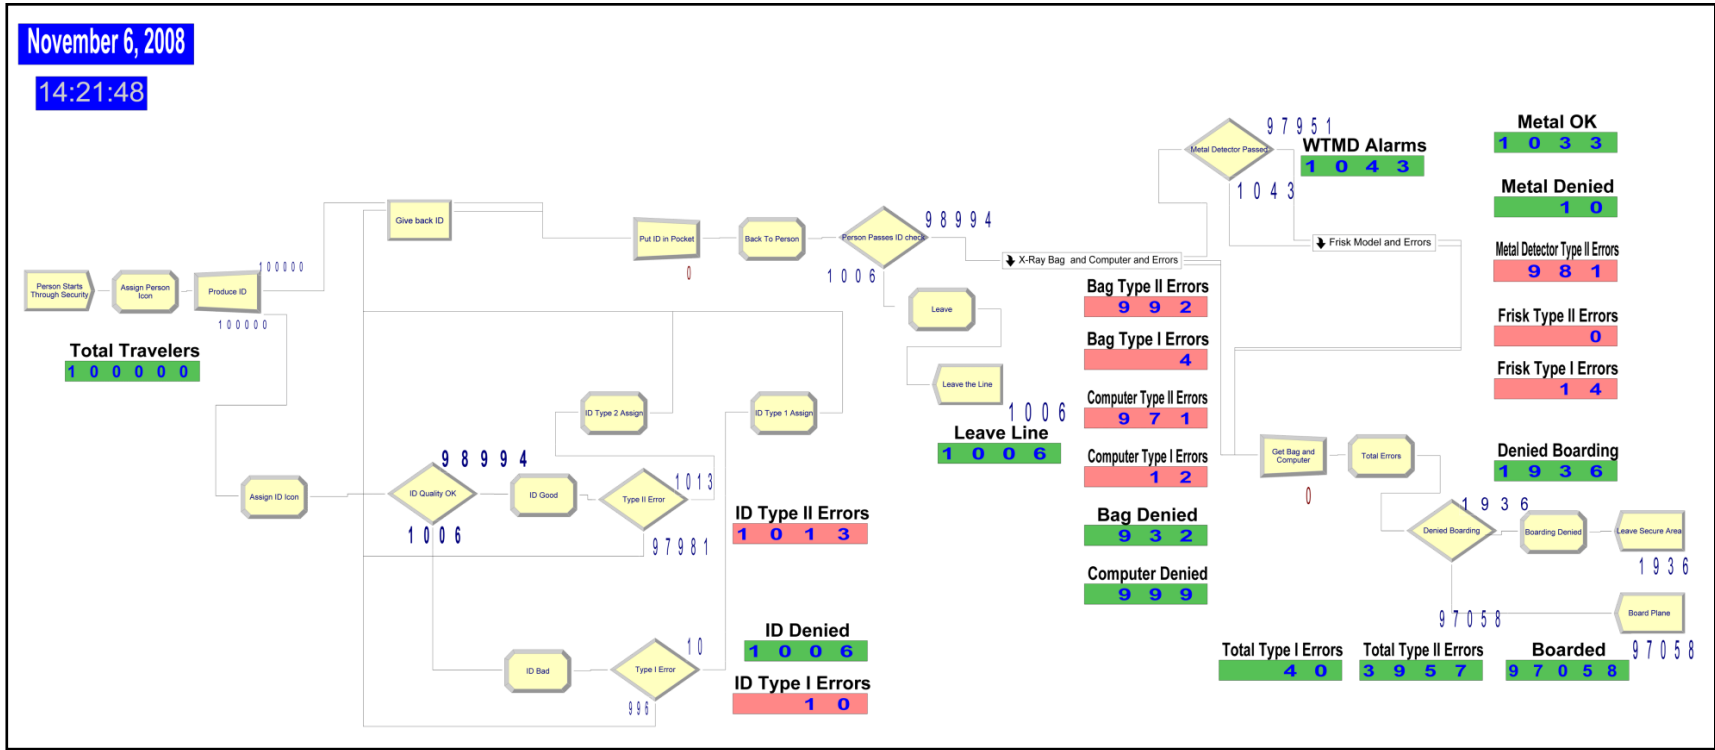 November 6, 2008
14:21:48
Person Starts
Through Security
Assign Person
Icon
Produce ID
100000
100000
Total Travelers
100000
Give back ID
Put ID in Pocket
0
Back To Person
Person Passes ID check
98994
1006
Leave
Leave the Line
1006
Leave Line
1006
Assign ID Icon
ID Quality OK
98994
1006
ID Good
Type II Error
1013
97981
ID Type 2 Assign
ID Type 1 Assign
ID Type II Errors
1013
ID Bad
Type I Error
10
996
ID Denied
1006
ID Type I Errors
10
X-Ray Bag and Computer and Errors
Bag Type II Errors
992
Bag Type I Errors
4
Computer Type II Errors
971
Computer Type I Errors
12
Bag Denied
932
Computer Denied
999
Metal Detector Passed
97951
1043
WTMD Alarms
1043
Frisk Model and Errors
Metal OK
1033
Metal Denied
10
Metal Detector Type II Errors
981
Frisk Type II Errors
0
Frisk Type I Errors
14
Denied Boarding
1936
Get Bag and
Computer
0
Total Errors
Denied Boarding
1936
97058
Boarding Denied
Leave Secure Area
1936
Board Plane
97058
Total Type I Errors
40
Total Type II Errors
3957
Boarded
97058